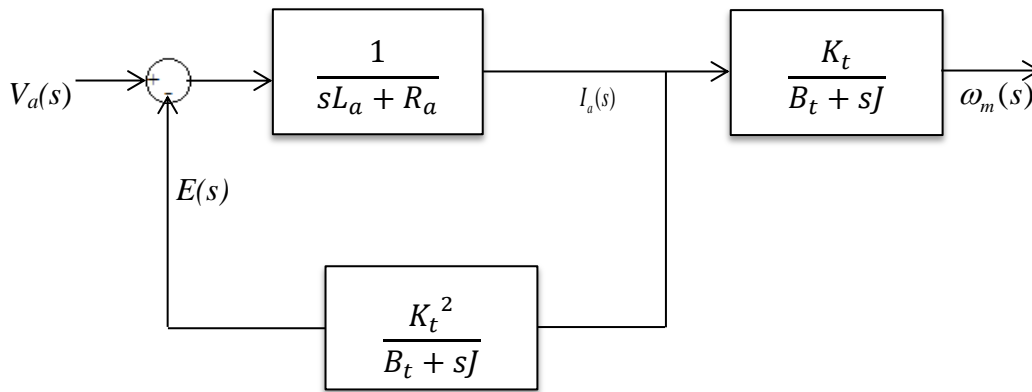 1
sLₐ + Rₐ
Kₜ
Bₜ + sJ
+
-
Vₐ(s)
Iₐ(s)
ωₘ(s)
E(s)
Kₜ²
Bₜ + sJ